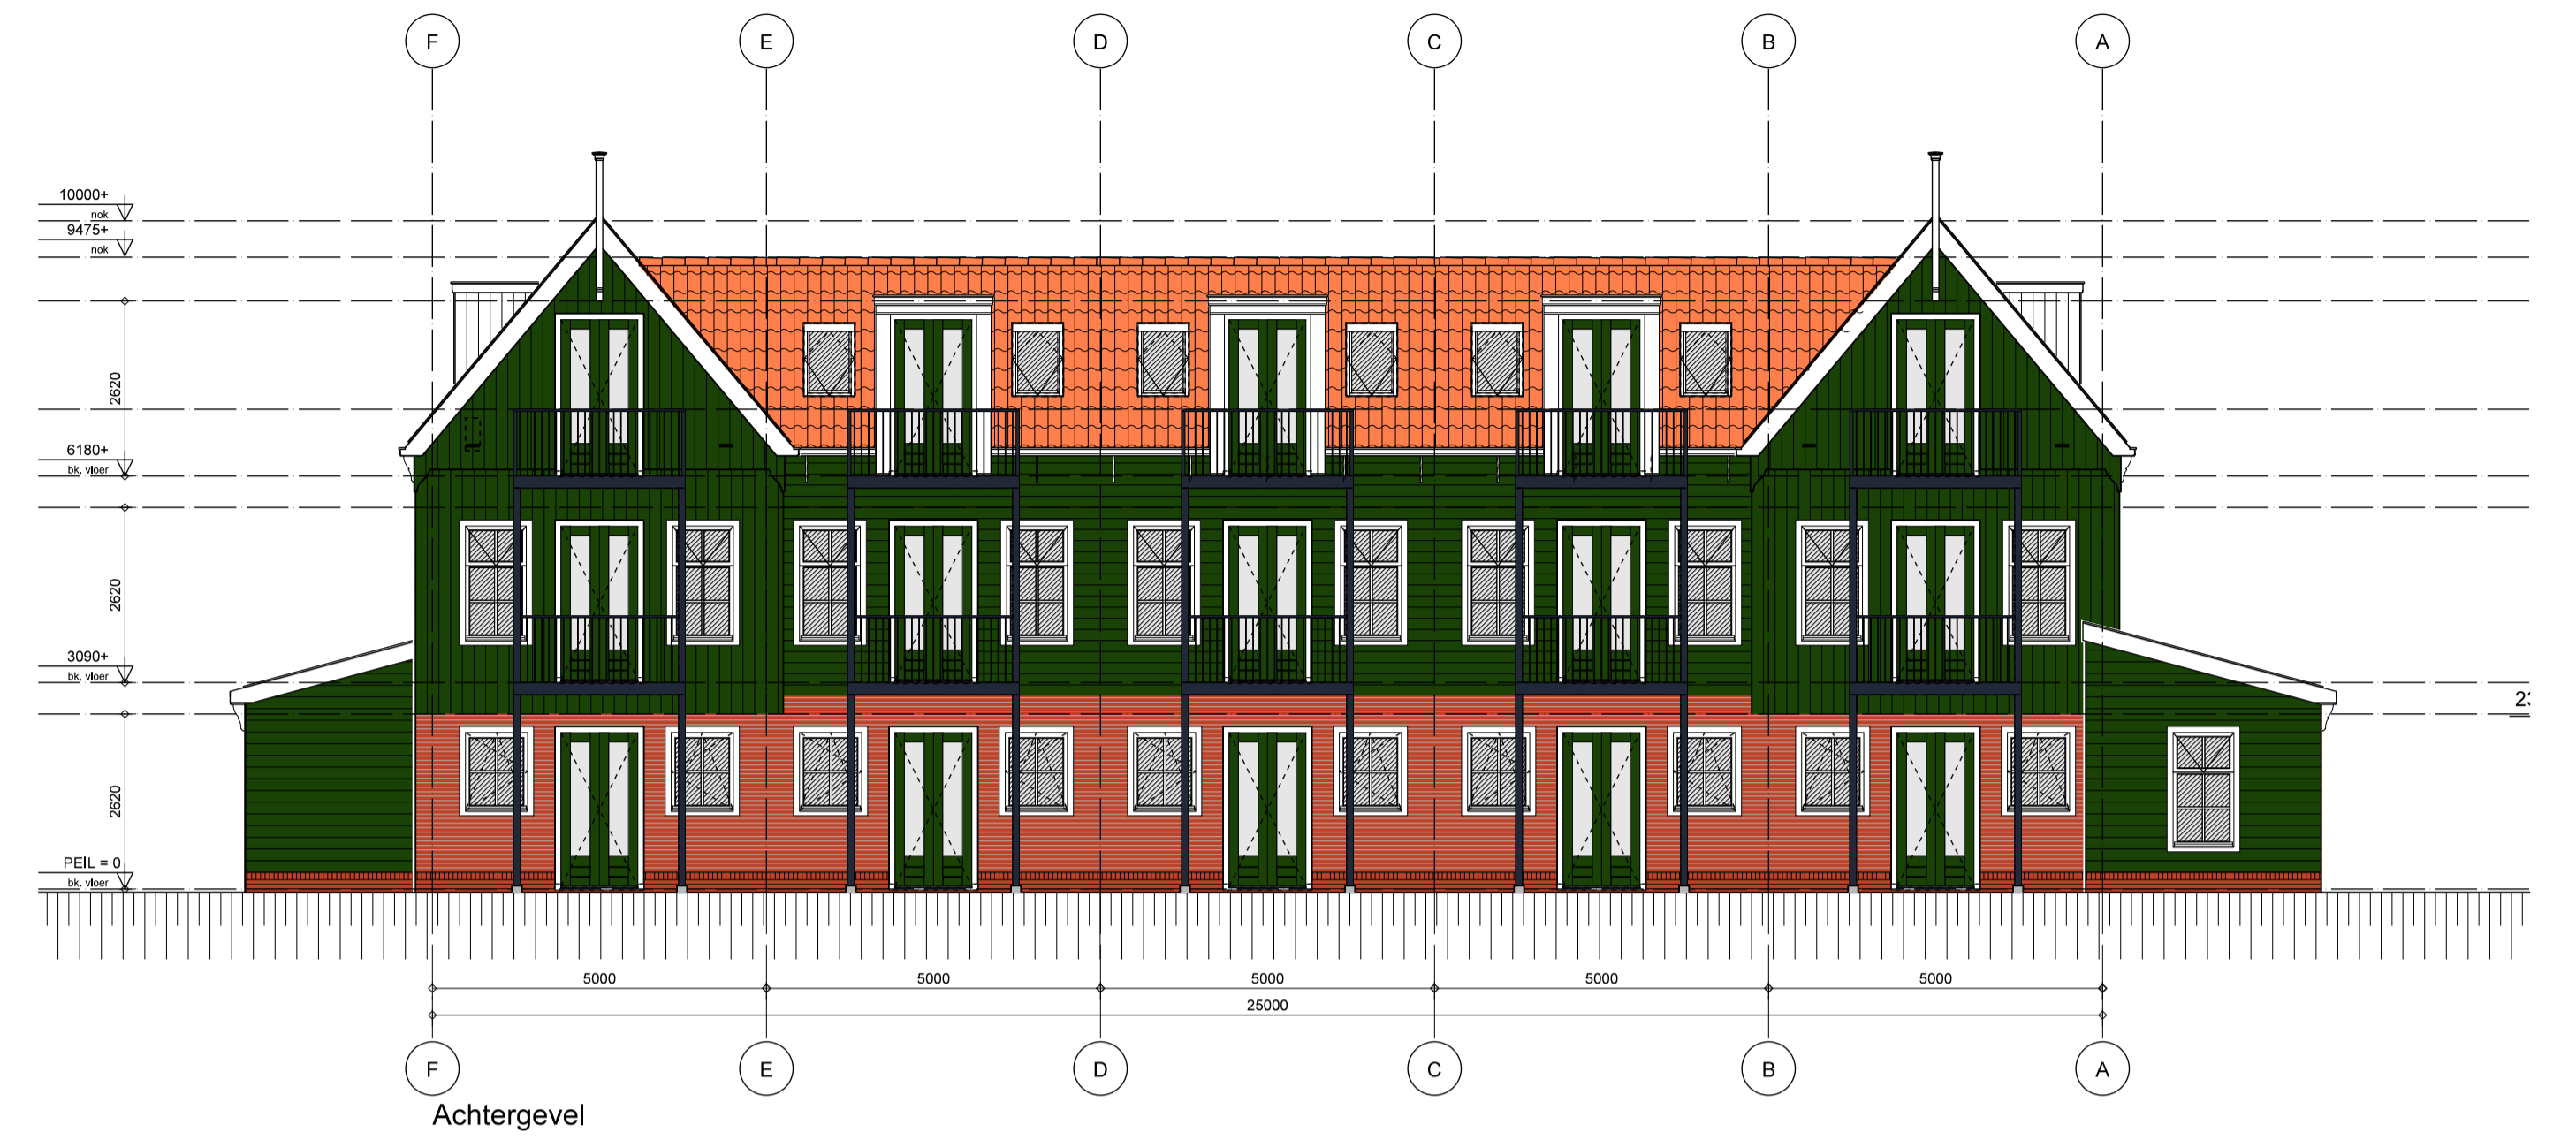 F E D C B A
10000+
nok
9475+
nok
2620
6180+
bk. vloer
2620
3090+
bk. vloer
2620
PEIL = 0
bk. vloer
5000 5000 5000 5000 5000
25000
F E D C B A
Achtergevel